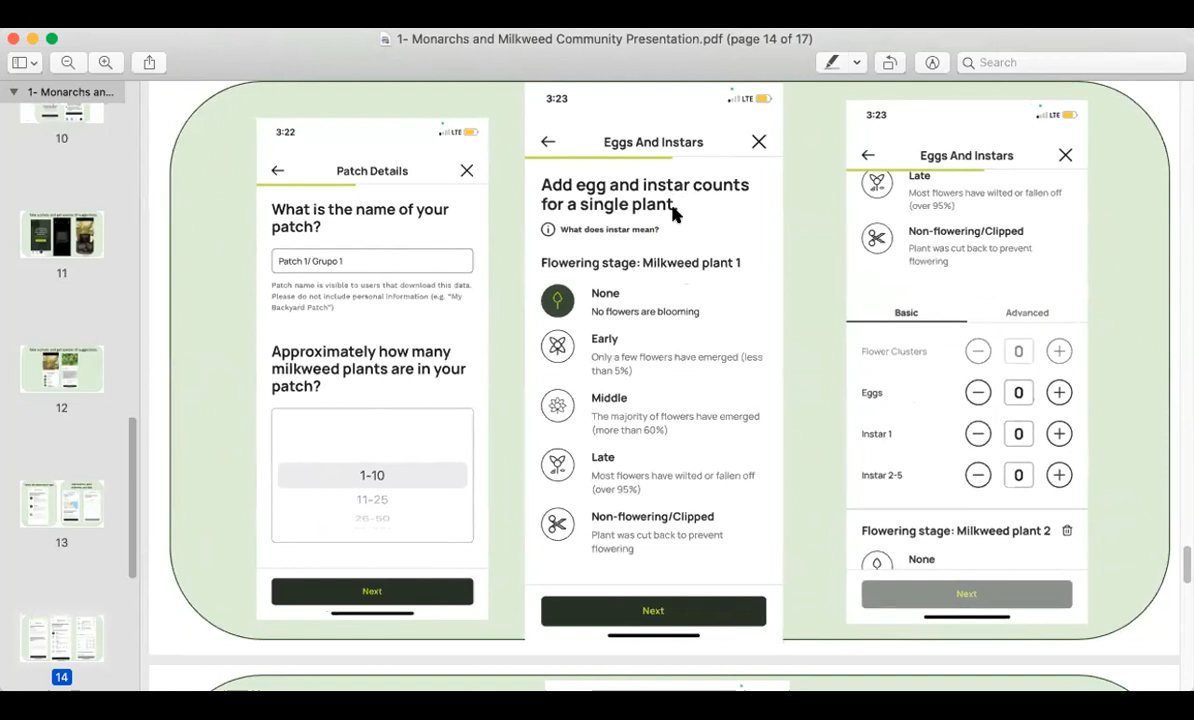 1- Monarchs and Milkweed Community Presentation.pdf (page 14 of 17)
Search
1- Monarchs an...
10
11
12
13
14
3:22
LTE
Patch Details
What is the name of your
patch?
Patch 1/ Grupo 1
Patch name is visible to users that download this data.
Please do not include personal information (e.g. "My
Backyard Patch")
Approximately how many
milkweed plants are in your
patch?
1-10
11-25
26-50
Next
3:23
LTE
Eggs And Instars
Add egg and instar counts
for a single plant.
What does instar mean?
Flowering stage: Milkweed plant 1
None
No flowers are blooming
Early
Only a few flowers have emerged (less
than 5%)
Middle
The majority of flowers have emerged
(more than 60%)
Late
Most flowers have wilted or fallen off
(over 95%)
Non-flowering/Clipped
Plant was cut back to prevent
flowering
Next
3:23
LTE
Eggs And Instars
Late
Most flowers have wilted or fallen off
(over 95%)
Non-flowering/Clipped
Plant was cut back to prevent
flowering
Basic Advanced
Flower Clusters 0
Eggs 0
Instar 1 0
Instar 2-5 0
Flowering stage: Milkweed plant 2
None
Next